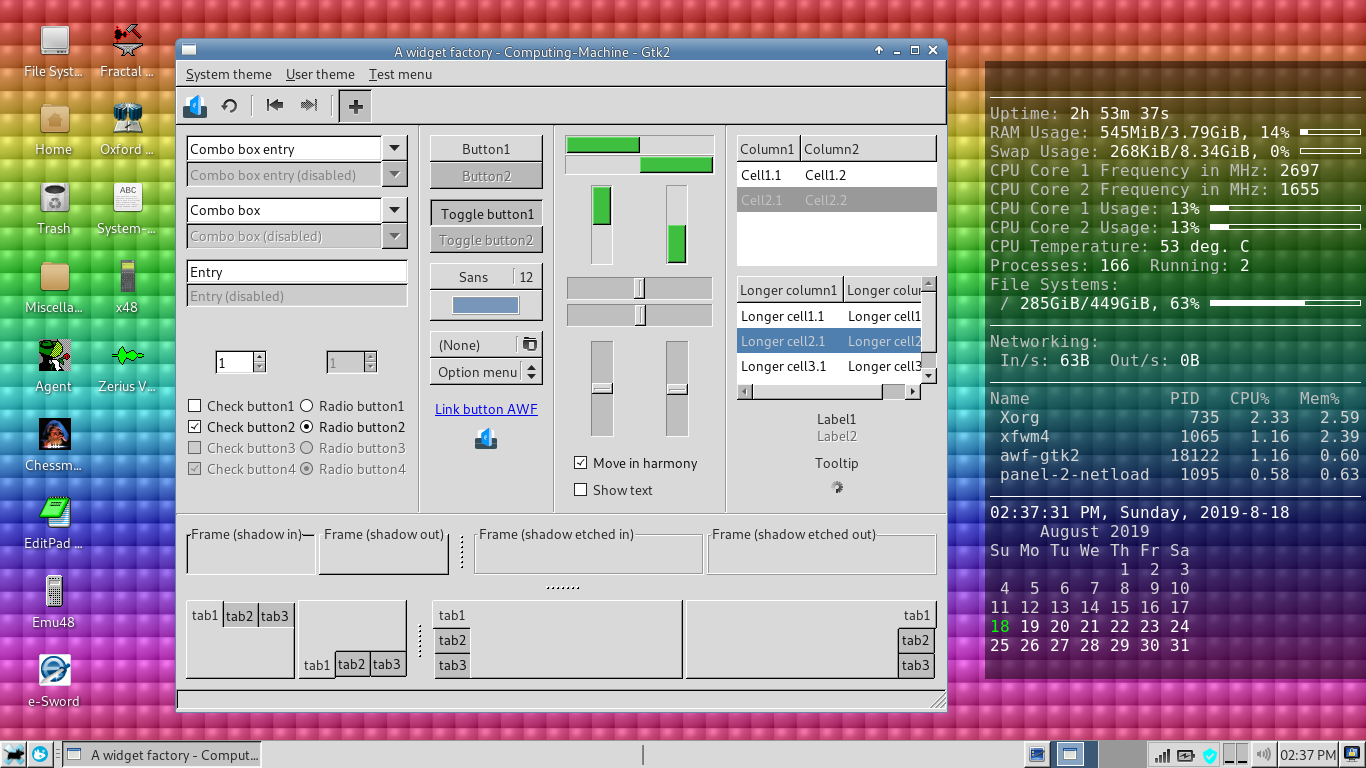 File Syst...
Fractal ...
Home
Oxford ...
Trash
System-...
Miscella...
x48
Agent
Zerius V...
Chessm...
EditPad ...
Emu48
e-Sword
A widget factory - Computing-Machine - Gtk2
System theme User theme Test menu
Combo box entry
Combo box entry (disabled)
Combo box
Combo box (disabled)
Entry
Entry (disabled)
1 1
Check button1 Radio button1
Check button2 Radio button2
Check button3 Radio button3
Check button4 Radio button4
Button1
Button2
Toggle button1
Toggle button2
Sans 12
(None)
Option menu
Link button AWF
Move in harmony
Show text
Column1 Column2
Cell1.1 Cell1.2
Cell2.1 Cell2.2
Longer column1 Longer colu
Longer cell1.1 Longer cell1
Longer cell2.1 Longer cell2
Longer cell3.1 Longer cell3
Label1
Label2
Tooltip
Frame (shadow in) Frame (shadow out) Frame (shadow etched in) Frame (shadow etched out)
tab1 tab2 tab3
tab1 tab2 tab3
tab1
tab2
tab3
tab1
tab2
tab3
Uptime: 2h 53m 37s
RAM Usage: 545MiB/3.79GiB, 14%
Swap Usage: 268KiB/8.34GiB, 0%
CPU Core 1 Frequency in MHz: 2697
CPU Core 2 Frequency in MHz: 1655
CPU Core 1 Usage: 13%
CPU Core 2 Usage: 13%
CPU Temperature: 53 deg. C
Processes: 166 Running: 2
File Systems:
/ 285GiB/449GiB, 63%
Networking:
In/s: 63B Out/s: 0B
Name PID CPU% Mem%
Xorg 735 2.33 2.59
xfwm4 1065 1.16 2.39
awf-gtk2 18122 1.16 0.60
panel-2-netload 1095 0.58 0.63
02:37:31 PM, Sunday, 2019-8-18
August 2019
Su Mo Tu We Th Fr Sa
1 2 3
4 5 6 7 8 9 10
11 12 13 14 15 16 17
18 19 20 21 22 23 24
25 26 27 28 29 30 31
A widget factory - Comput...
02:37 PM